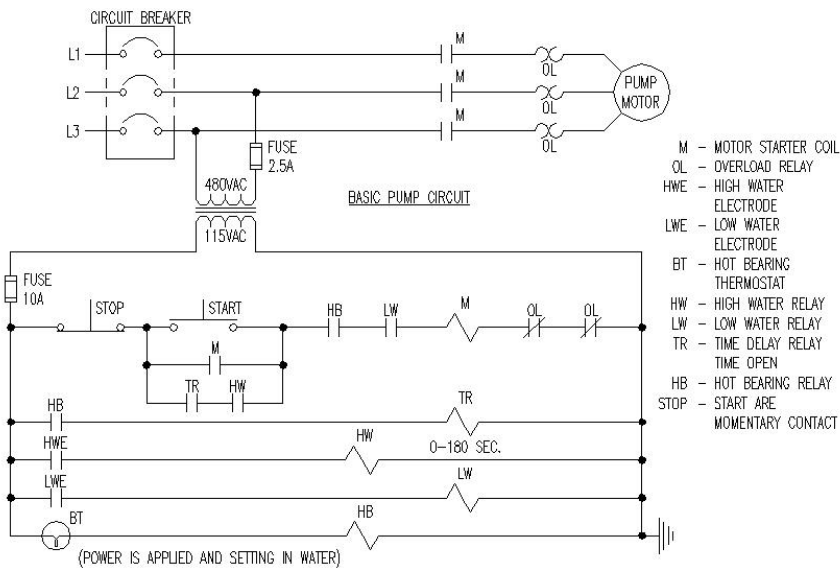 CIRCUIT BREAKER
L1
M
OL
L2
M
OL
PUMP
MOTOR
L3
M
OL
FUSE
2.5A
480VAC
115VAC
BASIC PUMP CIRCUIT
M - MOTOR STARTER COIL
OL - OVERLOAD RELAY
HWE - HIGH WATER
ELECTRODE
LWE - LOW WATER
ELECTRODE
BT - HOT BEARING
THERMOSTAT
HW - HIGH WATER RELAY
LW - LOW WATER RELAY
TR - TIME DELAY RELAY
TIME OPEN
HB - HOT BEARING RELAY
STOP - START ARE
MOMENTARY CONTACT
FUSE
10A
STOP
START
HB
LW
M
OL
OL
M
TR
HW
HB
TR
0-180 SEC.
HWE
HW
LWE
LW
BT
HB
(POWER IS APPLIED AND SETTING IN WATER)